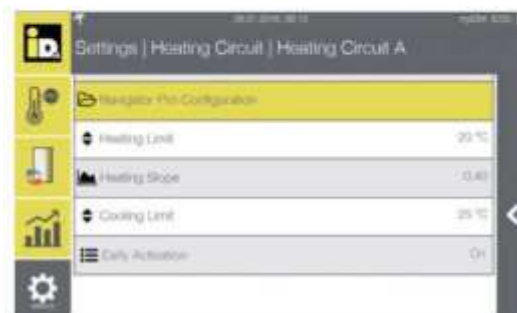 iD.
Settings | Heating Circuit | Heating Circuit A
Navigator Pro Configuration
Heating Limit 20 °C
Heating Slope 0,40
Cooling Limit 25 °C
Daily Activation On